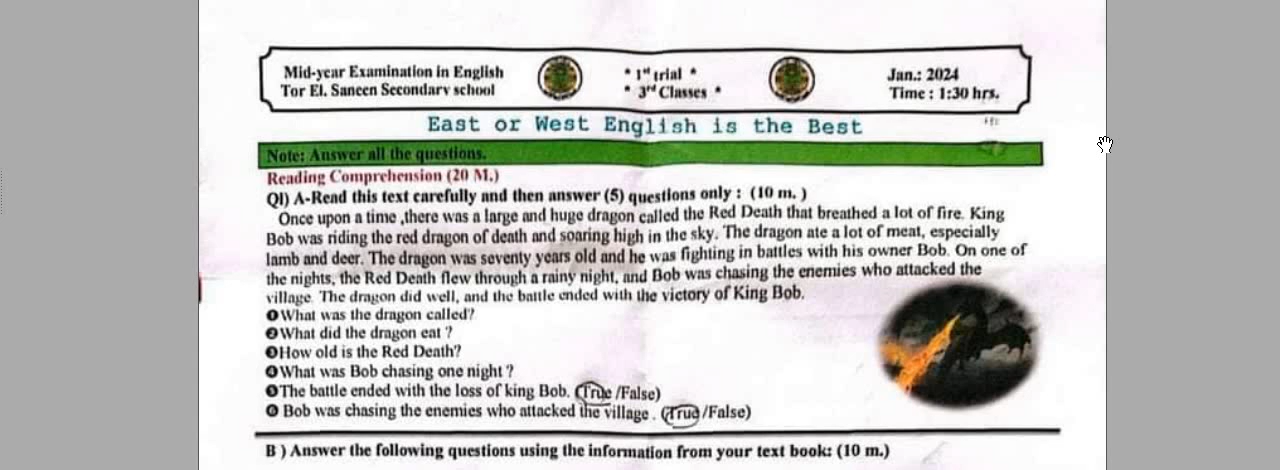 Mid-year Examination in English
Tor El. Saneen Secondary school
* 1st trial *
* 3rd Classes *
Jan.: 2024
Time : 1:30 hrs.
East or West English is the Best
Note: Answer all the questions.
Reading Comprehension (20 M.)
Q1) A-Read this text carefully and then answer (5) questions only : (10 m. )
Once upon a time ,there was a large and huge dragon called the Red Death that breathed a lot of fire. King
Bob was riding the red dragon of death and soaring high in the sky. The dragon ate a lot of meat, especially
lamb and deer. The dragon was seventy years old and he was fighting in battles with his owner Bob. On one of
the nights, the Red Death flew through a rainy night, and Bob was chasing the enemies who attacked the
village. The dragon did well, and the battle ended with the victory of King Bob.
❶What was the dragon called?
❷What did the dragon eat ?
❸How old is the Red Death?
❹What was Bob chasing one night ?
❺The battle ended with the loss of king Bob. (True /False)
❻ Bob was chasing the enemies who attacked the village . (True /False)
B ) Answer the following questions using the information from your text book: (10 m.)